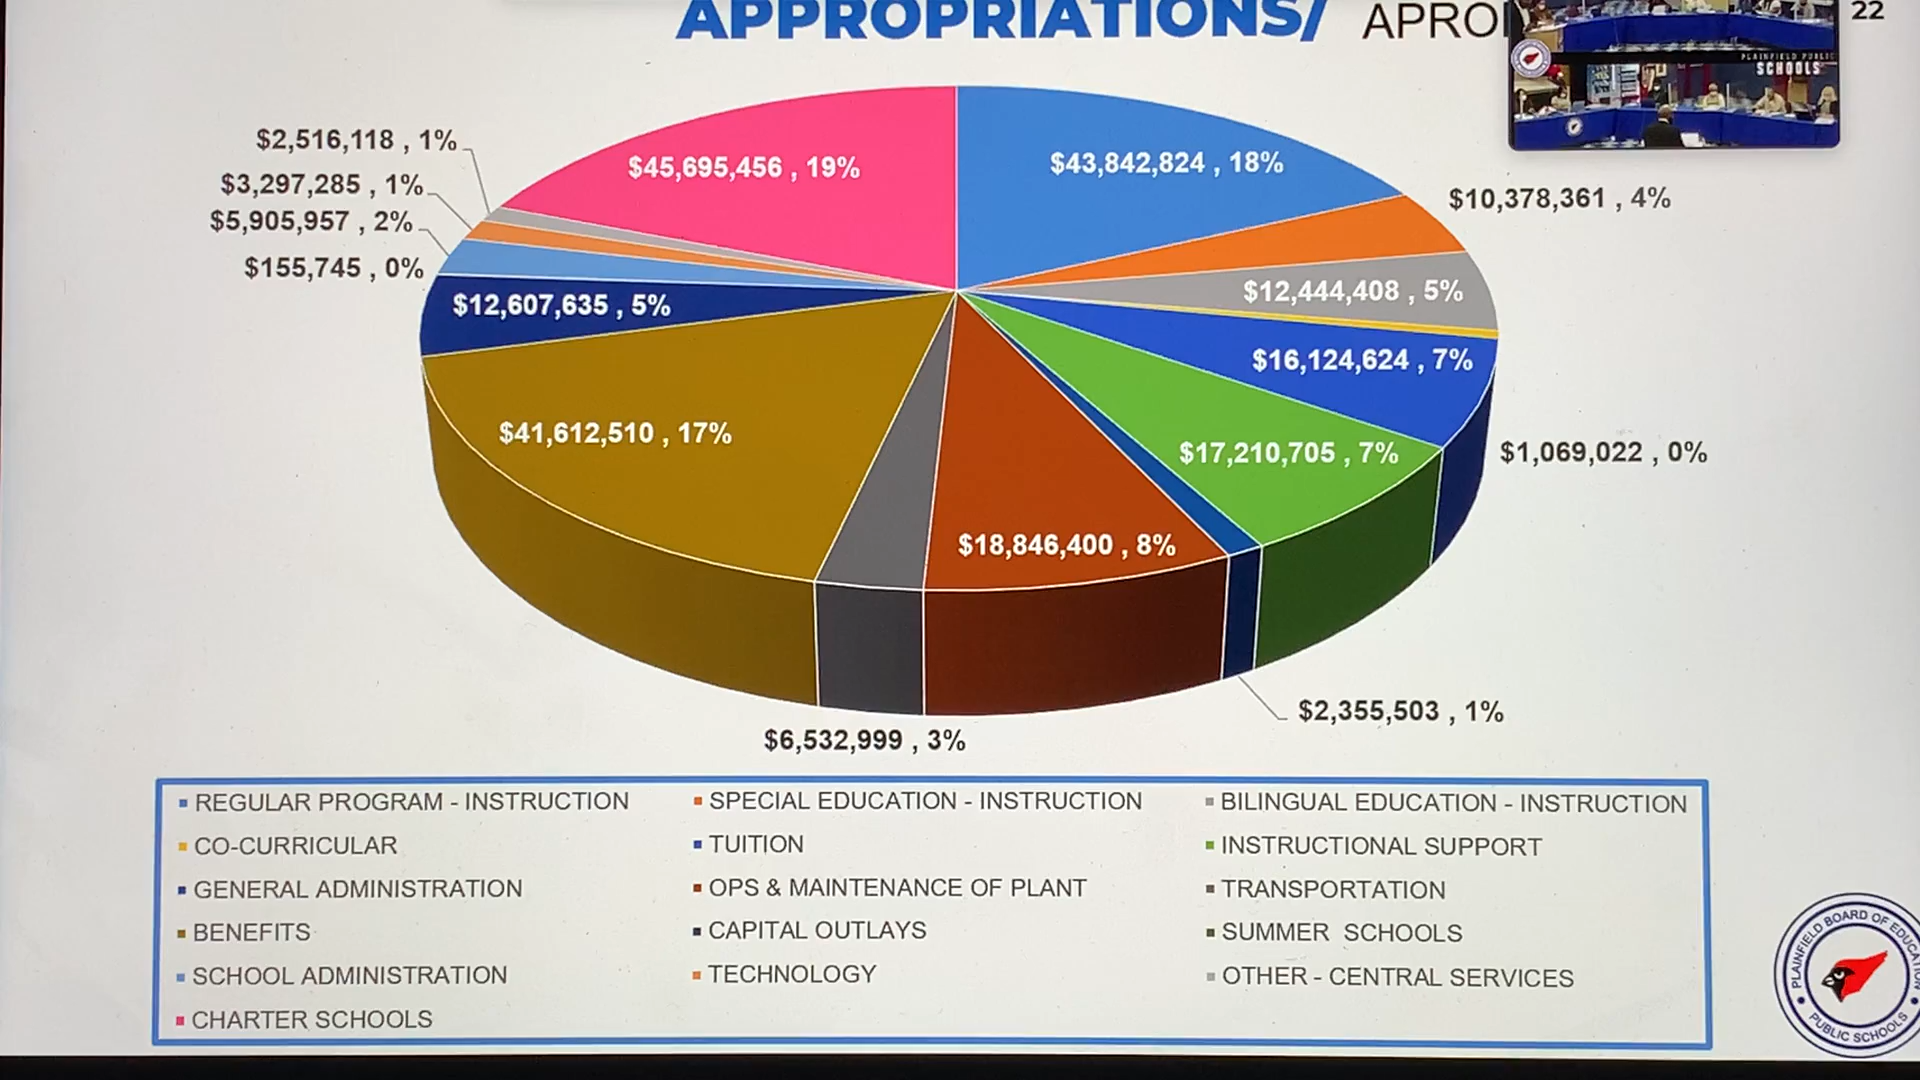 APPROPRIATIONS/ APRO
22
PLAINFIELD PUBLIC
SCHOOLS
$2,516,118 , 1%
$45,695,456 , 19%
$43,842,824 , 18%
$3,297,285 , 1%
$10,378,361 , 4%
$5,905,957 , 2%
$155,745 , 0%
$12,607,635 , 5%
$12,444,408 , 5%
$16,124,624 , 7%
$41,612,510 , 17%
$17,210,705 , 7%
$1,069,022 , 0%
$18,846,400 , 8%
$2,355,503 , 1%
$6,532,999 , 3%
REGULAR PROGRAM - INSTRUCTION
SPECIAL EDUCATION - INSTRUCTION
BILINGUAL EDUCATION - INSTRUCTION
CO-CURRICULAR
TUITION
INSTRUCTIONAL SUPPORT
GENERAL ADMINISTRATION
OPS & MAINTENANCE OF PLANT
TRANSPORTATION
BENEFITS
CAPITAL OUTLAYS
SUMMER SCHOOLS
SCHOOL ADMINISTRATION
TECHNOLOGY
OTHER - CENTRAL SERVICES
CHARTER SCHOOLS
PLAINFIELD BOARD OF EDUCATION
PUBLIC SCHOOLS